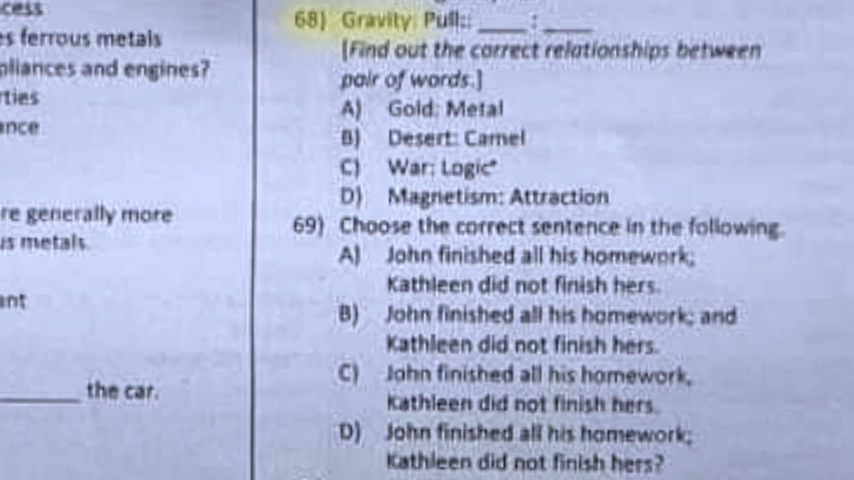 es ferrous metals
pliances and engines?
re generally more
us metals.
the car.
68) Gravity: Pull:: ____ : ____
[Find out the correct relationships between
pair of words.]
A) Gold: Metal
B) Desert: Camel
C) War: Logic
D) Magnetism: Attraction
69) Choose the correct sentence in the following.
A) John finished all his homework;
Kathleen did not finish hers.
B) John finished all his homework; and
Kathleen did not finish hers.
C) John finished all his homework,
Kathleen did not finish hers.
D) John finished all his homework;
Kathleen did not finish hers?